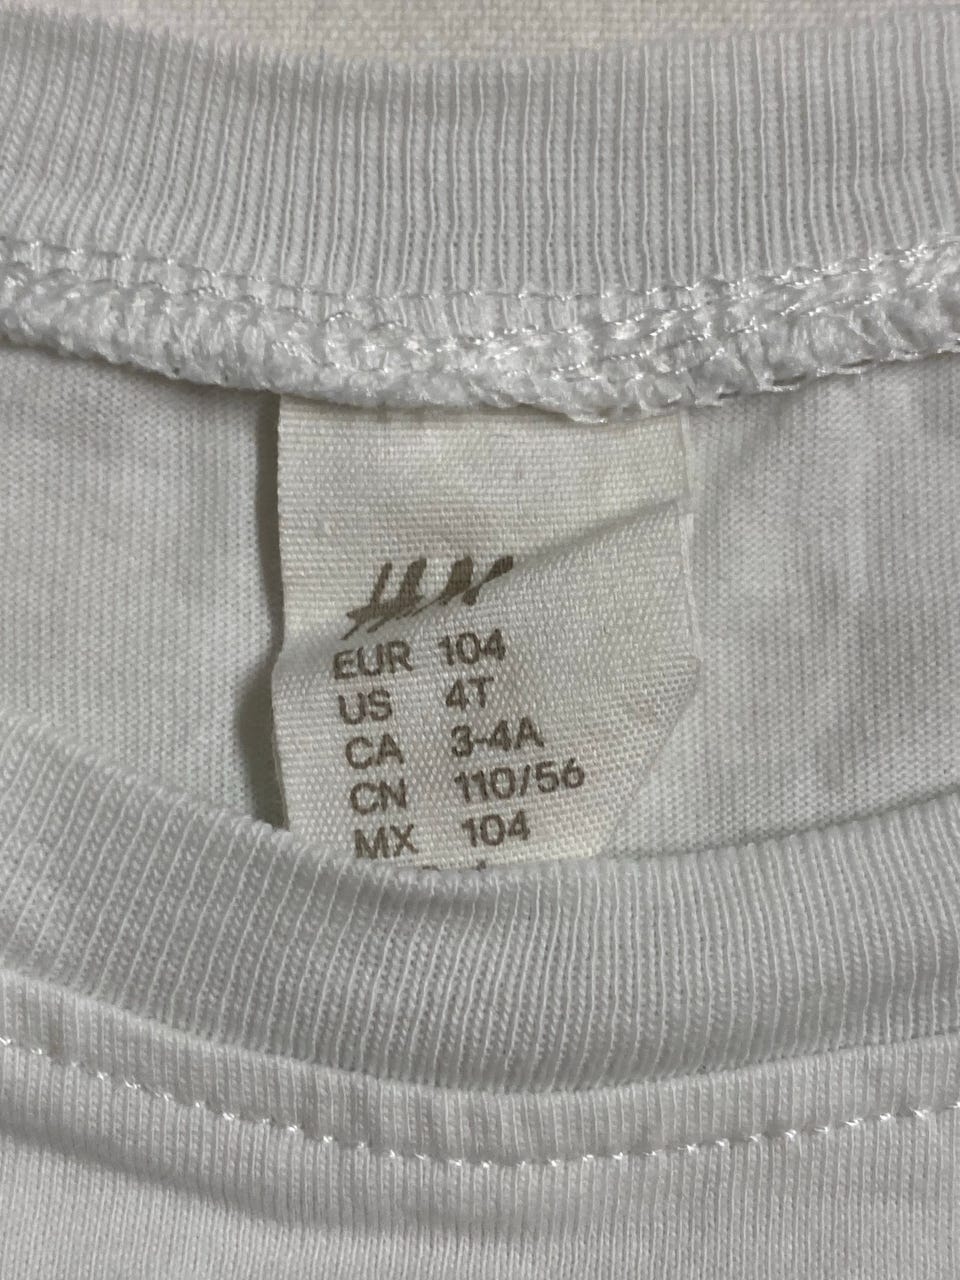 H&M
EUR 104
US 4T
CA 3-4A
CN 110/56
MX 104